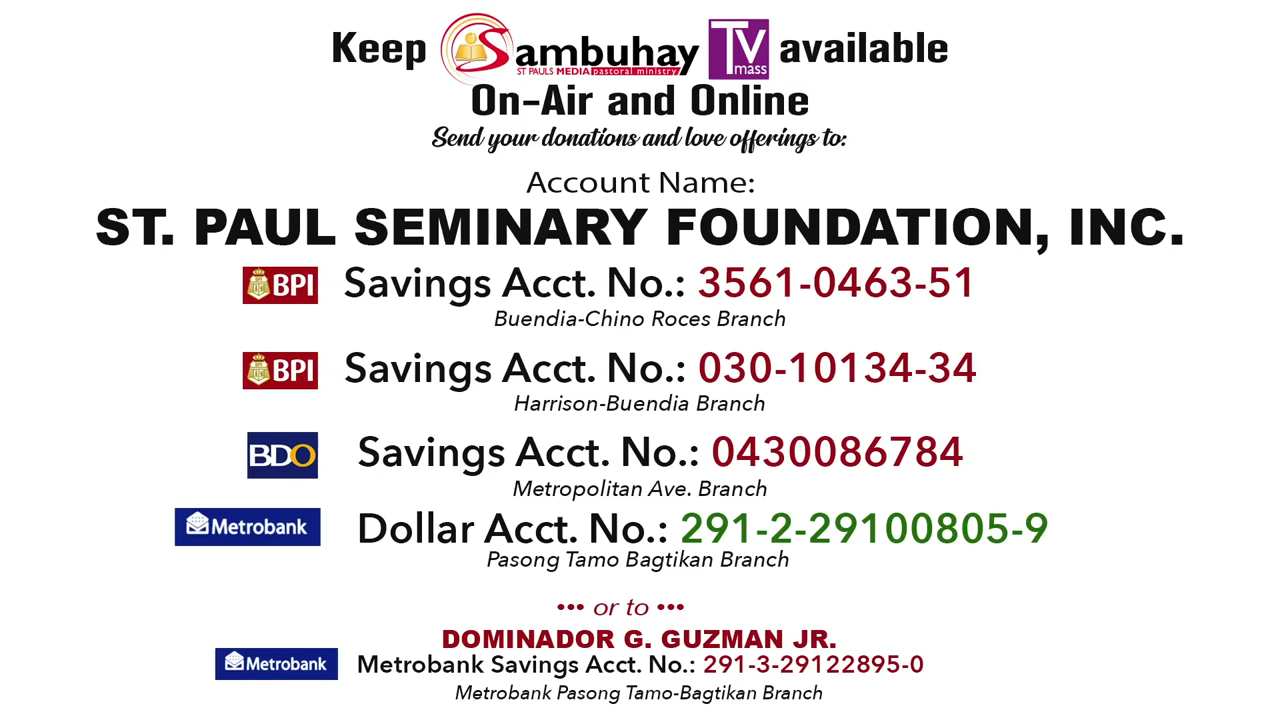 Keep Sambuhay TV mass available
ST PAULS MEDIA pastoral ministry
On-Air and Online
Send your donations and love offerings to:
Account Name:
ST. PAUL SEMINARY FOUNDATION, INC.
BPI Savings Acct. No.: 3561-0463-51
Buendia-Chino Roces Branch
BPI Savings Acct. No.: 030-10134-34
Harrison-Buendia Branch
BDO Savings Acct. No.: 0430086784
Metropolitan Ave. Branch
Metrobank Dollar Acct. No.: 291-2-29100805-9
Pasong Tamo Bagtikan Branch
••• or to •••
DOMINADOR G. GUZMAN JR.
Metrobank Metrobank Savings Acct. No.: 291-3-29122895-0
Metrobank Pasong Tamo-Bagtikan Branch